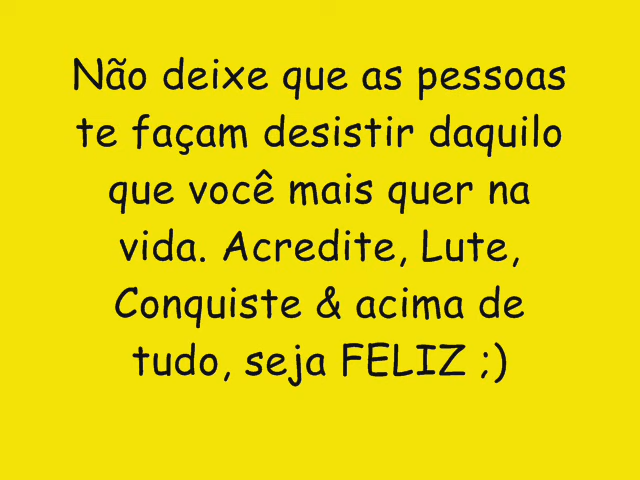 Não deixe que as pessoas
te façam desistir daquilo
que você mais quer na
vida. Acredite, Lute,
Conquiste & acima de
tudo, seja FELIZ ;)